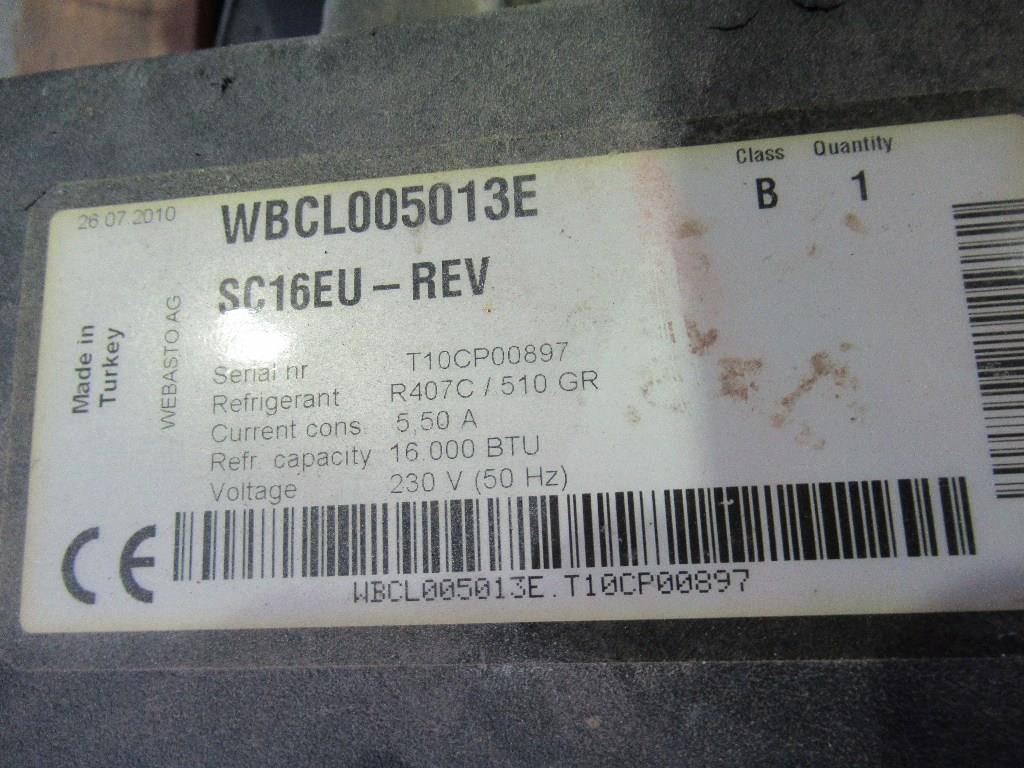 Class Quantity
B 1
26 07.2010
WBCL005013E
SC16EU – REV
Made in
Turkey
WEBASTO AG
Serial nr T10CP00897
Refrigerant R407C / 510 GR
Current cons. 5,50 A
Refr. capacity 16.000 BTU
Voltage 230 V (50 Hz)
CE
WBCL005013E.T10CP00897